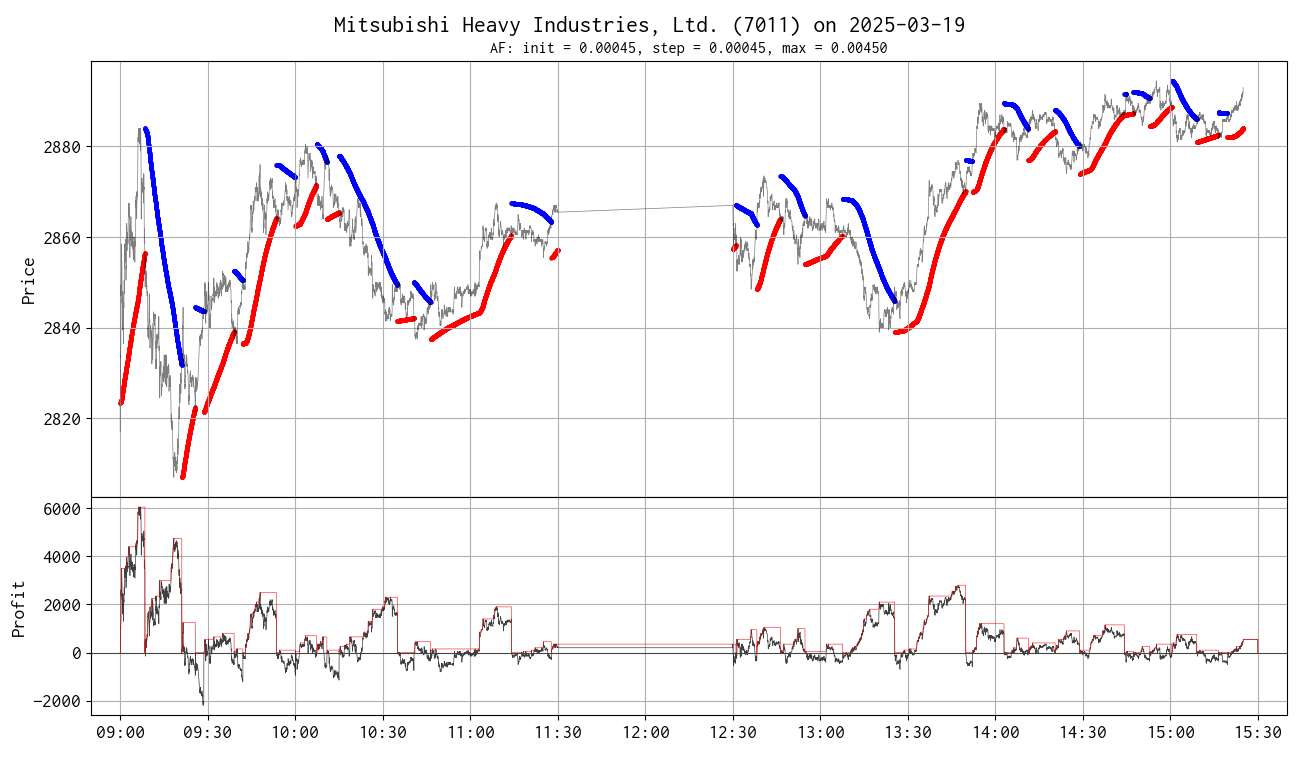 Mitsubishi Heavy Industries, Ltd. (7011) on 2025-03-19
AF: init = 0.00045, step = 0.00045, max = 0.00450
Price
2880
2860
2840
2820
Profit
6000
4000
2000
0
−2000
09:00 09:30 10:00 10:30 11:00 11:30 12:00 12:30 13:00 13:30 14:00 14:30 15:00 15:30